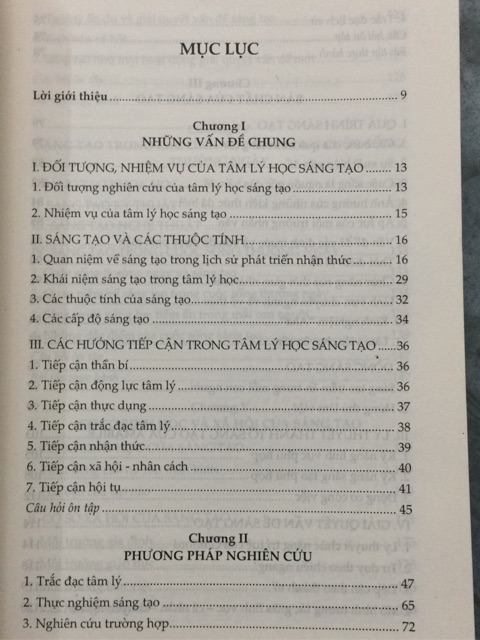 MỤC LỤC
Lời giới thiệu ........ 9
Chương I
NHỮNG VẤN ĐỀ CHUNG
I. ĐỐI TƯỢNG, NHIỆM VỤ CỦA TÂM LÝ HỌC SÁNG TẠO ........ 13
1. Đối tượng nghiên cứu của tâm lý học sáng tạo ........ 13
2. Nhiệm vụ của tâm lý học sáng tạo ........ 15
II. SÁNG TẠO VÀ CÁC THUỘC TÍNH ........ 16
1. Quan niệm về sáng tạo trong lịch sử phát triển nhận thức ........ 16
2. Khái niệm sáng tạo trong tâm lý học ........ 29
3. Các thuộc tính của sáng tạo ........ 32
4. Các cấp độ sáng tạo ........ 34
III. CÁC HƯỚNG TIẾP CẬN TRONG TÂM LÝ HỌC SÁNG TẠO ........ 36
1. Tiếp cận thần bí ........ 36
2. Tiếp cận động lực tâm lý ........ 36
3. Tiếp cận thực dụng ........ 37
4. Tiếp cận trắc đạc tâm lý ........ 38
5. Tiếp cận nhận thức ........ 39
6. Tiếp cận xã hội - nhân cách ........ 40
7. Tiếp cận hội tụ ........ 41
Câu hỏi ôn tập ........ 45
Chương II
PHƯƠNG PHÁP NGHIÊN CỨU
1. Trắc đạc tâm lý ........ 47
2. Thực nghiệm sáng tạo ........ 65
3. Nghiên cứu trường hợp ........ 72